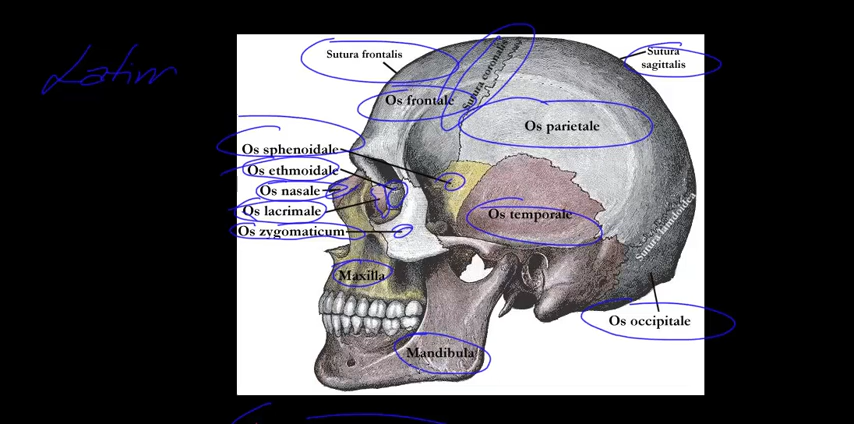 Latin
Sutura frontalis
Sutura coronalis
Sutura
sagittalis
Os frontale
Os parietale
Os sphenoidale
Os ethmoidale
Os nasale
Os lacrimale
Os zygomaticum
Os temporale
Sutura lamdoidea
Maxilla
Os occipitale
Mandibula